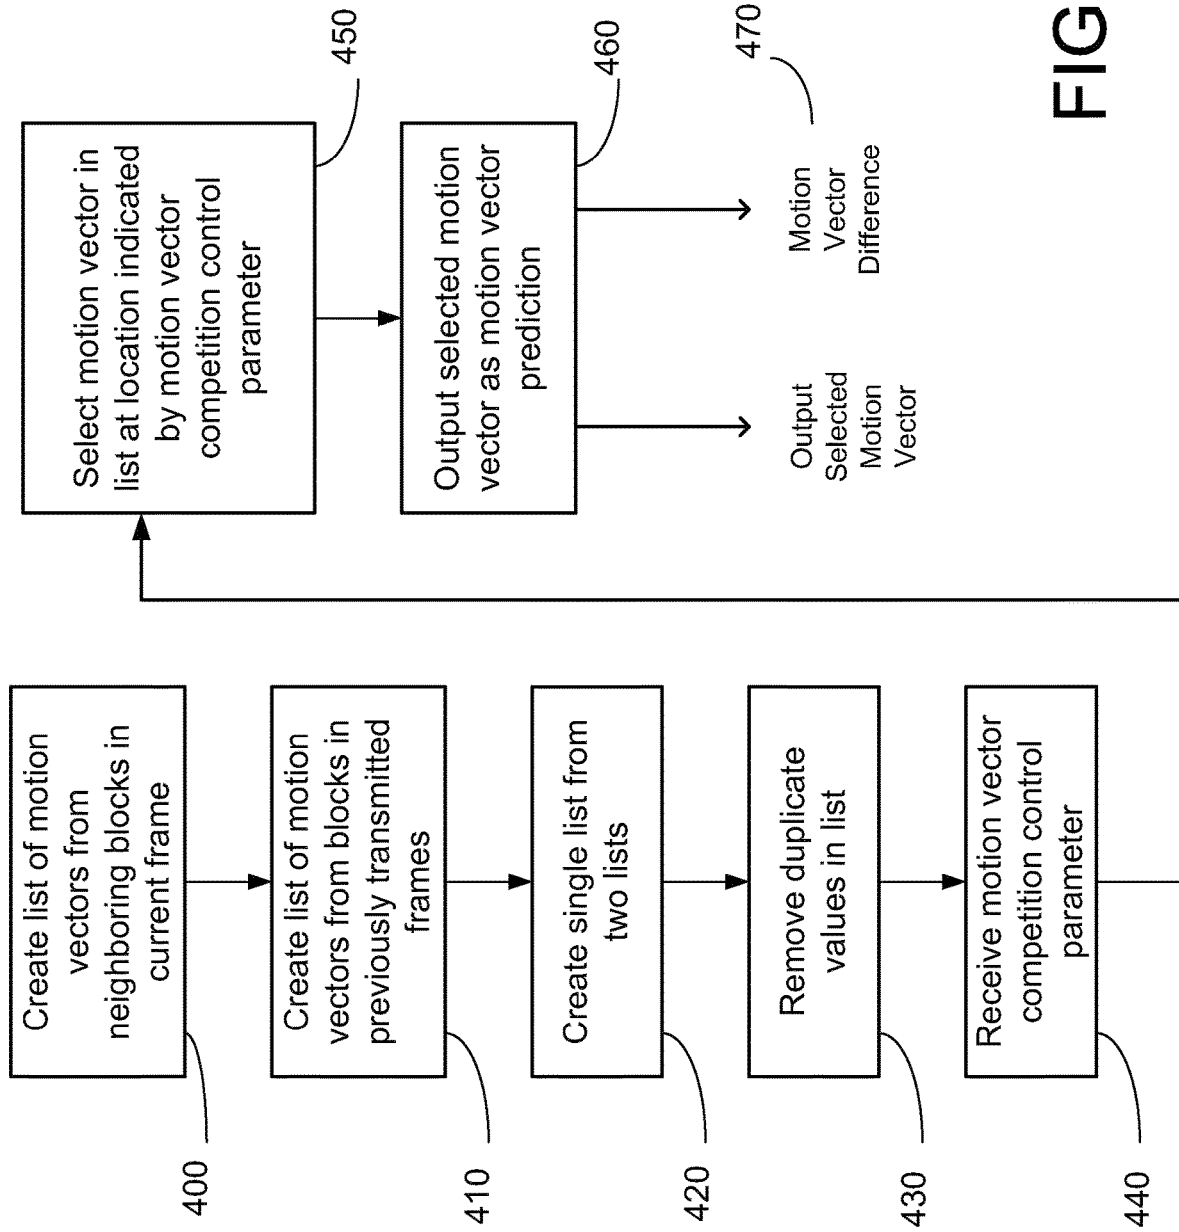 Create list of motion
vectors from
neighboring blocks in
current frame
400
Create list of motion
vectors from blocks in
previously transmitted
frames
410
Create single list from
two lists
420
Remove duplicate
values in list
430
Receive motion vector
competition control
parameter
440
Select motion vector in
list at location indicated
by motion vector
competition control
parameter
450
Output selected motion
vector as motion vector
prediction
460
Output
Selected
Motion
Vector
Motion
Vector
Difference
470
FIG